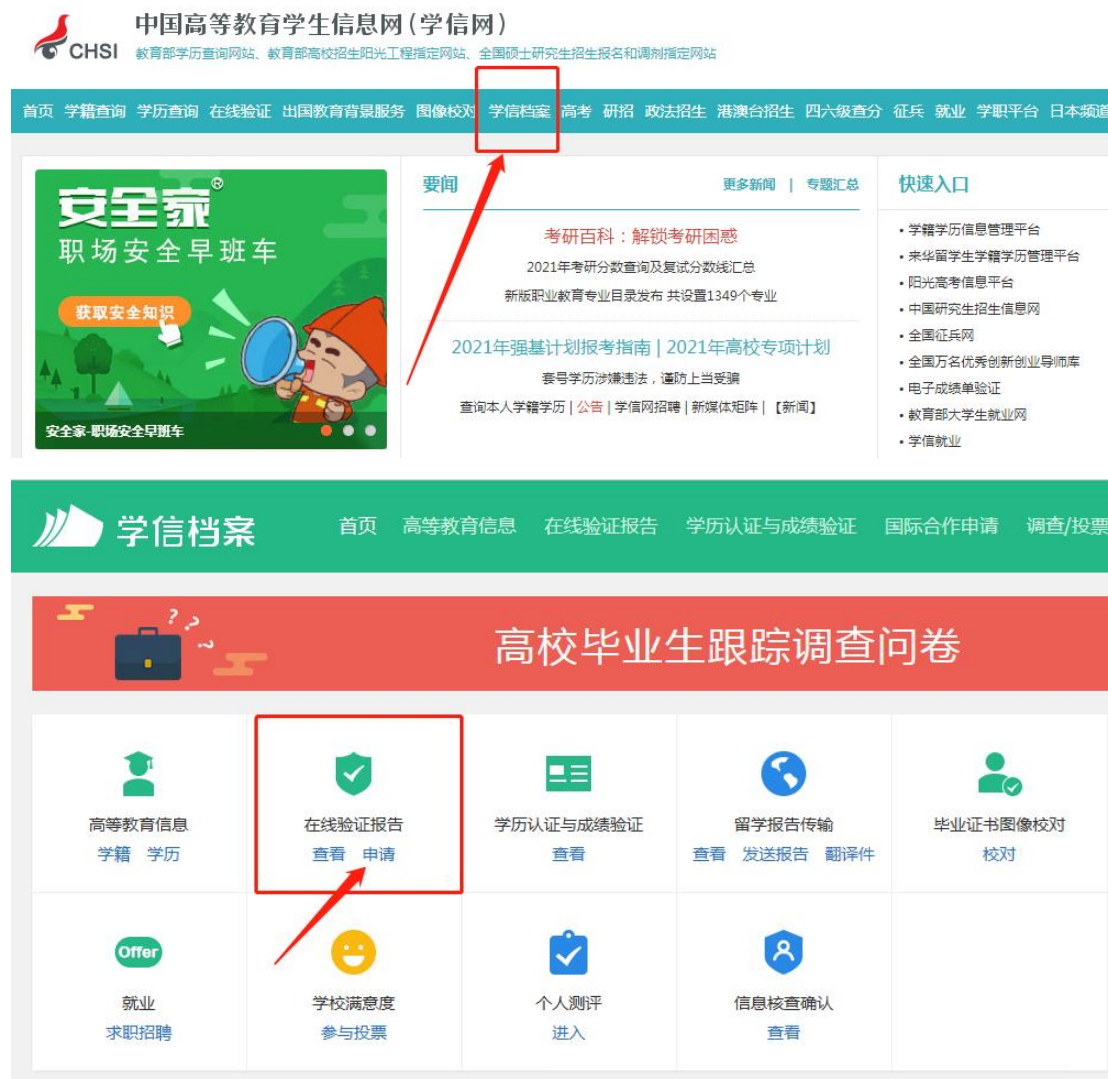 中国高等教育学生信息网(学信网)
CHSI
教育部学历查询网站、教育部高校招生阳光工程指定网站、全国硕士研究生招生报名和调剂指定网站
首页 学籍查询 学历查询 在线验证 出国教育背景服务 图像校对 学信档案 高考 研招 政法招生 港澳台招生 四六级查分 征兵 就业 学职平台 日本频道
安全家®
职场安全早班车
获取安全知识
安全家-职场安全早班车
要闻 更多新闻 | 专题汇总
考研百科:解锁考研困惑
2021年考研分数查询及复试分数线汇总
新版职业教育专业目录发布 共设置1349个专业
2021年强基计划报考指南 | 2021年高校专项计划
套号学历涉嫌违法,谨防上当受骗
查询本人学籍学历 | 公告 | 学信网招聘 | 新媒体矩阵 | 【新闻】
快速入口
• 学籍学历信息管理平台
• 来华留学生学籍学历管理平台
• 阳光高考信息平台
• 中国研究生招生信息网
• 全国征兵网
• 全国万名优秀创新创业导师库
• 电子成绩单验证
• 教育部大学生就业网
• 学信就业
学信档案 首页 高等教育信息 在线验证报告 学历认证与成绩验证 国际合作申请 调查/投票
???
高校毕业生跟踪调查问卷
高等教育信息 在线验证报告 学历认证与成绩验证 留学报告传输 毕业证书图像校对
学籍 学历 查看 申请 查看 查看 发送报告 翻译件 校对
Offer
就业 学校满意度 个人测评 信息核查确认
求职招聘 参与投票 进入 查看